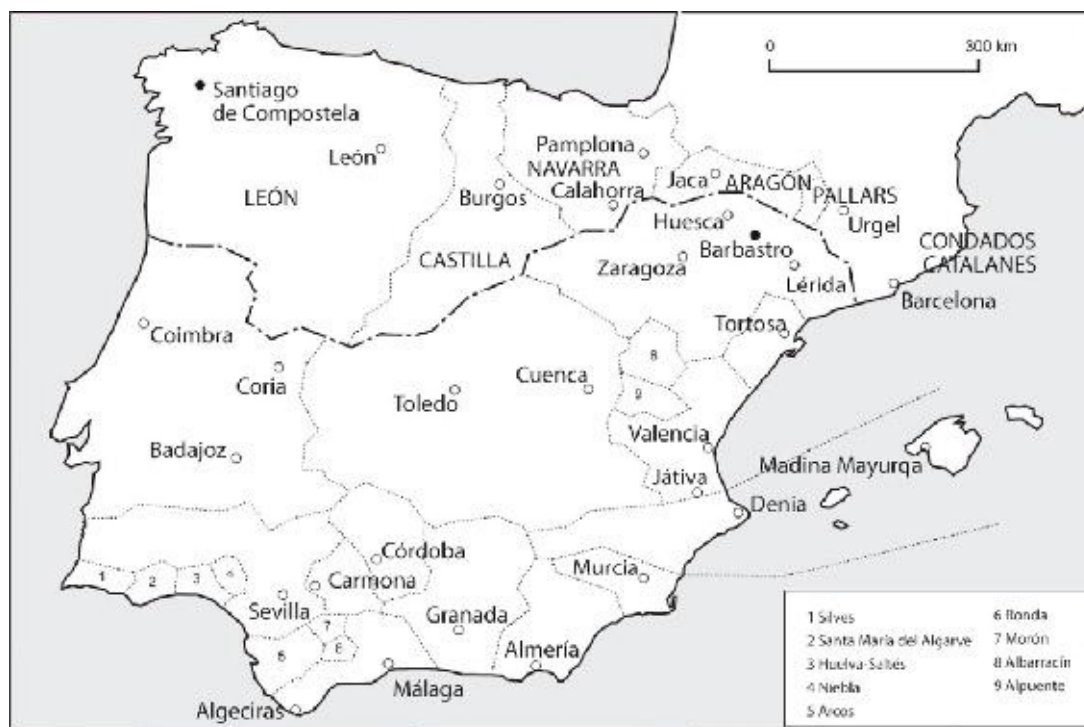 0 300 km
Santiago
de Compostela
León
LEÓN
Burgos
CASTILLA
Pamplona
NAVARRA
Calahorra
Jaca
ARAGÓN
PALLARS
Urgel
Huesca
Barbastro
CONDADOS
CATALANES
Zaragoza
Lérida
Barcelona
Tortosa
Coimbra
Coria
Toledo
Cuenca
8
9
Badajoz
Valencia
Madina Mayurqa
Játiva
Denia
Córdoba
Murcia
1
2
3
4
Carmona
Sevilla
7
Granada
5
6
Almería
Málaga
Algeciras
1 Silves
2 Santa María del Algarve
3 Huelva-Saltés
4 Niebla
5 Arcos
6 Ronda
7 Morón
8 Albarracín
9 Alpuente